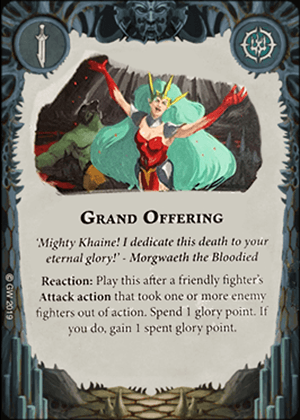 GRAND OFFERING
'Mighty Khaine! I dedicate this death to your
eternal glory!' - Morgwaeth the Bloodied
Reaction: Play this after a friendly fighter's
Attack action that took one or more enemy
fighters out of action. Spend 1 glory point. If
you do, gain 1 spent glory point.
© GW 2019